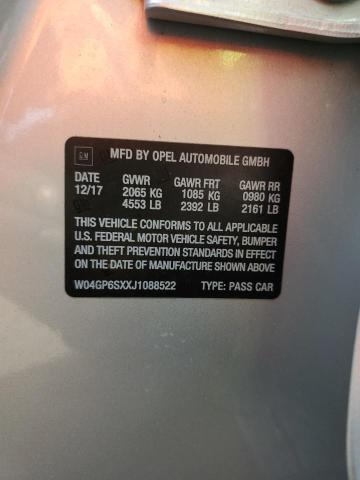 GM MFD BY OPEL AUTOMOBILE GMBH
DATE GVWR GAWR FRT GAWR RR
12/17 2065 KG 1085 KG 0980 KG
4553 LB 2392 LB 2161 LB
THIS VEHICLE CONFORMS TO ALL APPLICABLE
U.S. FEDERAL MOTOR VEHICLE SAFETY, BUMPER
AND THEFT PREVENTION STANDARDS IN EFFECT
ON THE DATE OF MANUFACTURE SHOWN ABOVE
W04GP6SXXJ1088522 TYPE: PASS CAR